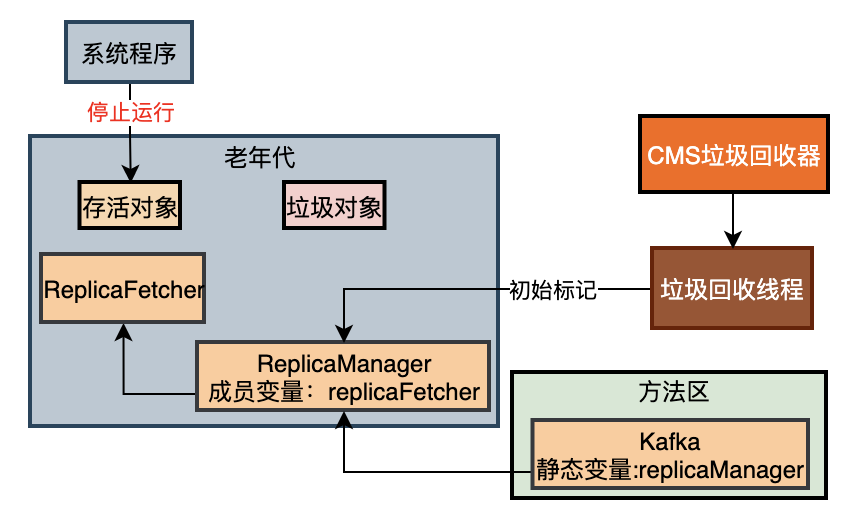 系统程序
停止运行
老年代
CMS垃圾回收器
存活对象
垃圾对象
ReplicaFetcher
初始标记
垃圾回收线程
ReplicaManager
成员变量：replicaFetcher
方法区
Kafka
静态变量:replicaManager